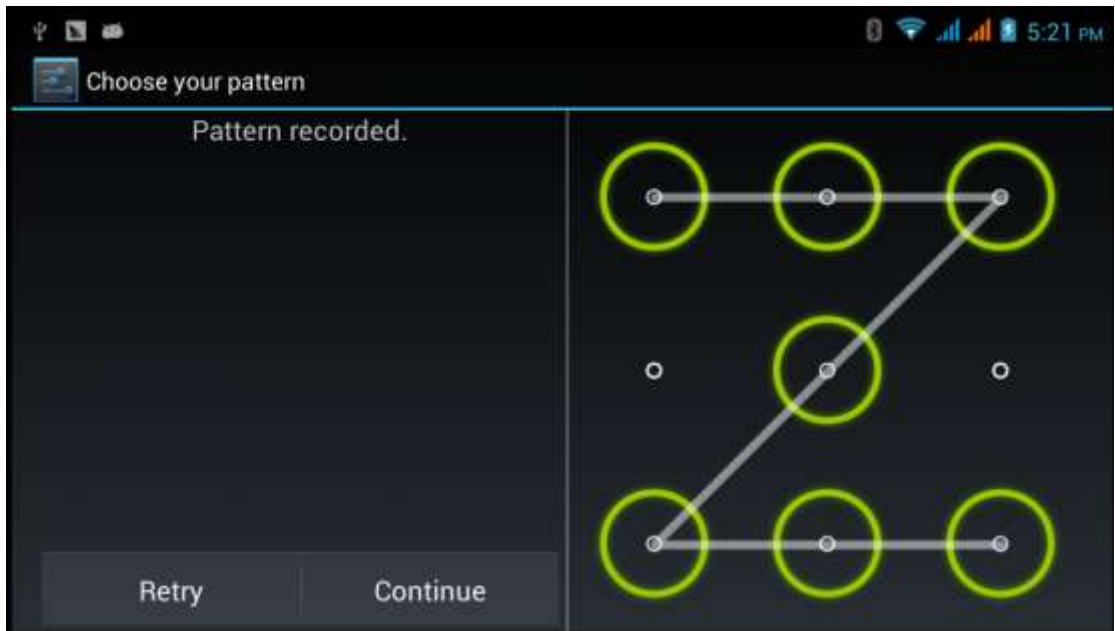 5:21 PM
Choose your pattern
Pattern recorded.
Retry
Continue